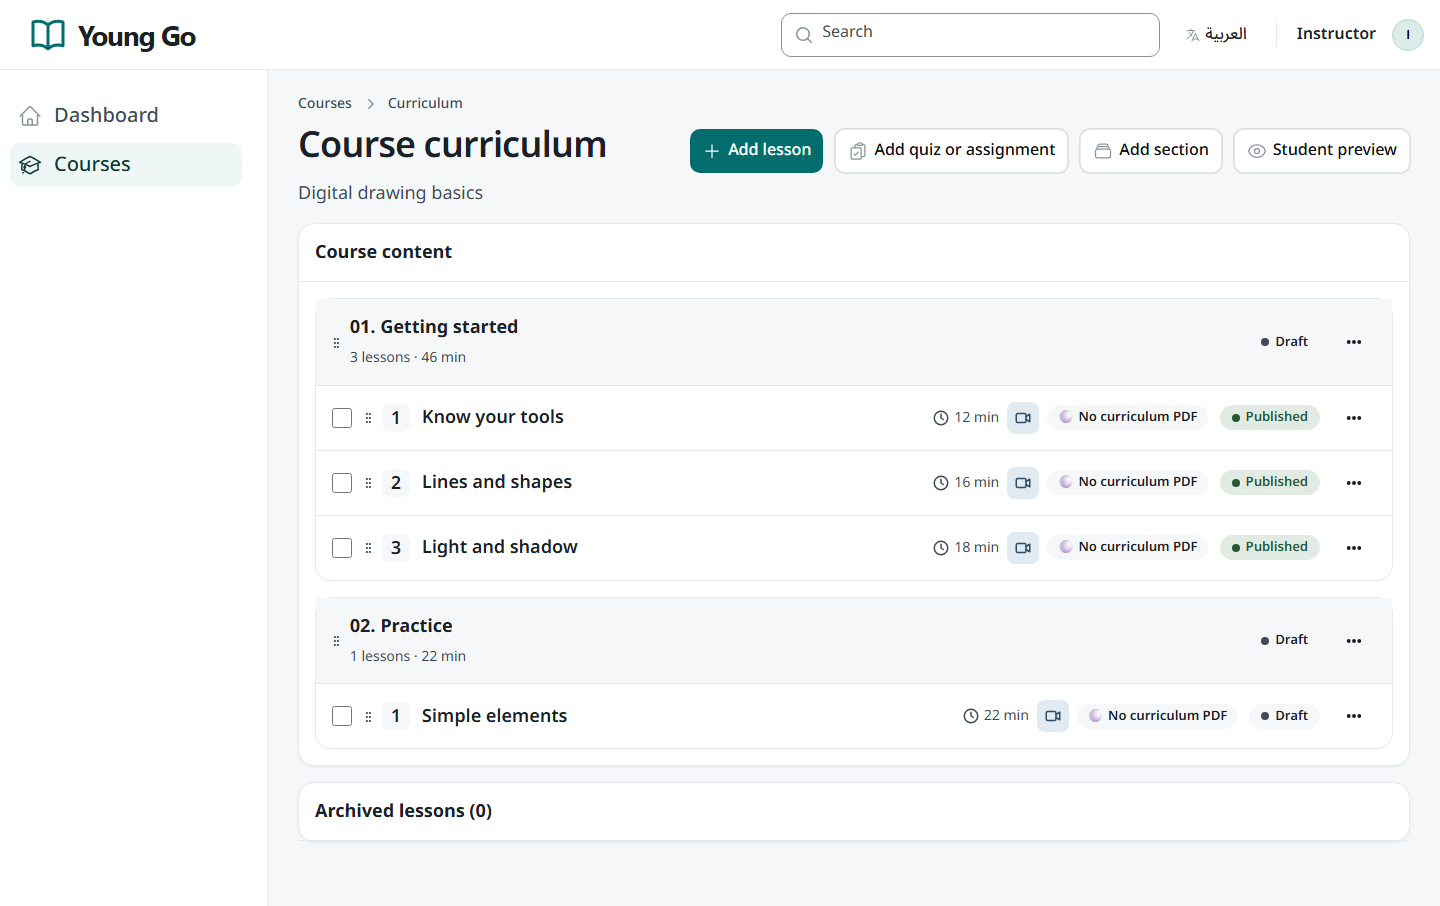 Young Go
Search
العربية
Instructor
I
Dashboard
Courses
Courses
Curriculum
Course curriculum
Add lesson
Add quiz or assignment
Add section
Student preview
Digital drawing basics
Course content
01. Getting started
3 lessons · 46 min
Draft
1 Know your tools
12 min
No curriculum PDF
Published
2 Lines and shapes
16 min
No curriculum PDF
Published
3 Light and shadow
18 min
No curriculum PDF
Published
02. Practice
1 lessons · 22 min
Draft
1 Simple elements
22 min
No curriculum PDF
Draft
Archived lessons (0)